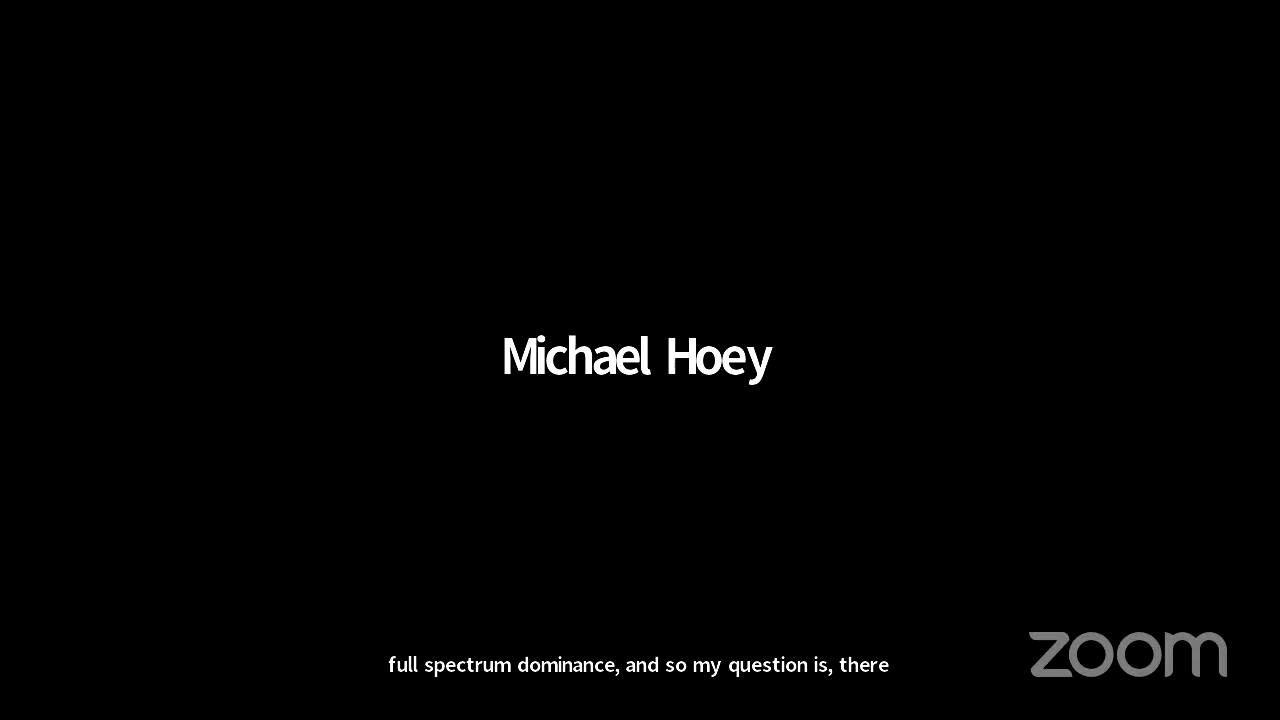 Michael Hoey
full spectrum dominance, and so my question is, there
zoom